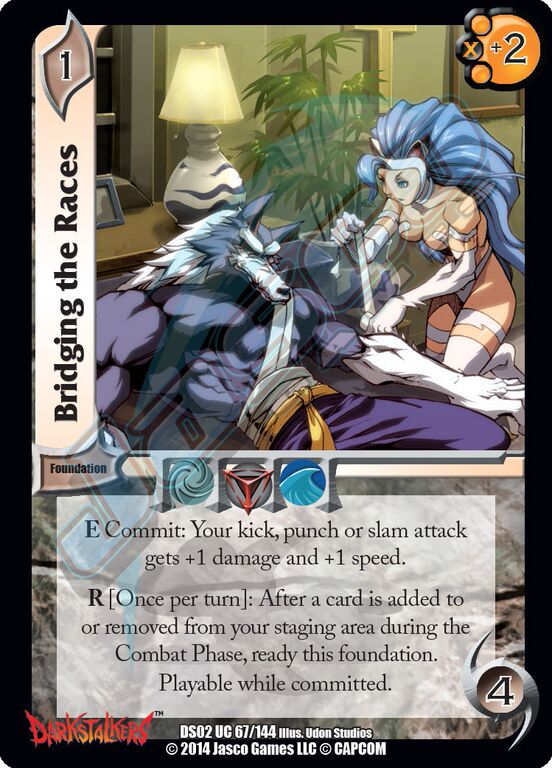 1
X +2
Bridging the Races
Foundation
E Commit: Your kick, punch or slam attack
gets +1 damage and +1 speed.
R [Once per turn]: After a card is added to
or removed from your staging area during the
Combat Phase, ready this foundation.
Playable while committed.
4
DARKSTALKERS™
DS02 UC 67/144 Illus. Udon Studios
© 2014 Jasco Games LLC © CAPCOM